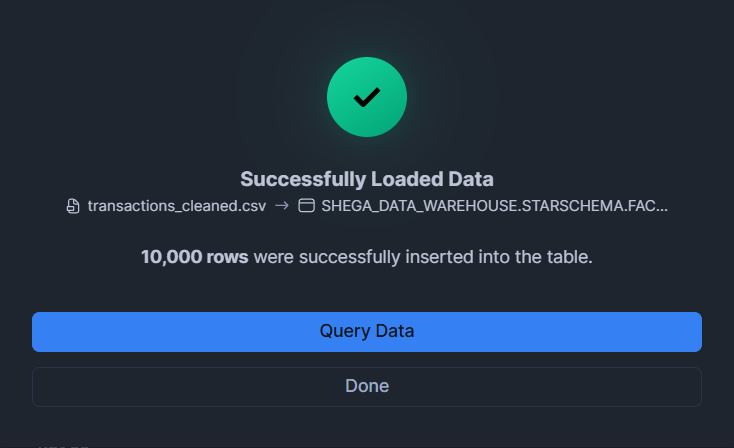 Successfully Loaded Data
transactions_cleaned.csv → SHEGA_DATA_WAREHOUSE.STARSCHEMA.FAC...
10,000 rows were successfully inserted into the table.
Query Data
Done